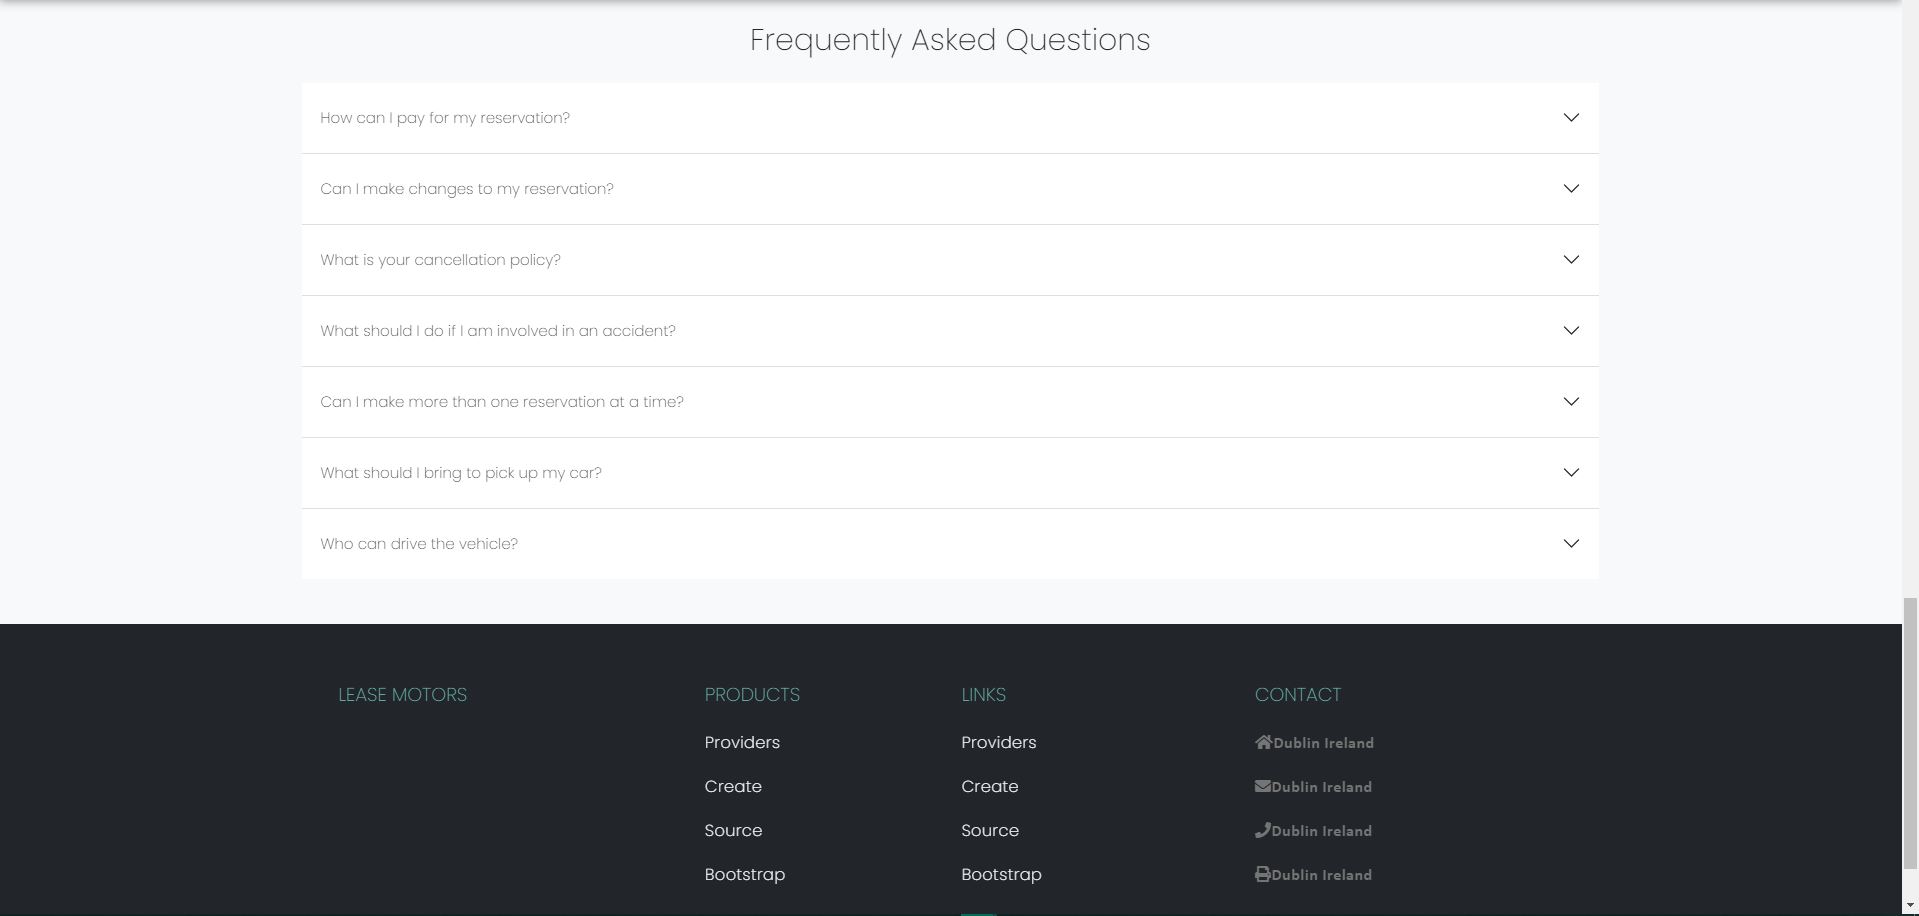 Frequently Asked Questions
How can I pay for my reservation?
Can I make changes to my reservation?
What is your cancellation policy?
What should I do if I am involved in an accident?
Can I make more than one reservation at a time?
What should I bring to pick up my car?
Who can drive the vehicle?
LEASE MOTORS
PRODUCTS
Providers
Create
Source
Bootstrap
LINKS
Providers
Create
Source
Bootstrap
CONTACT
Dublin Ireland
Dublin Ireland
Dublin Ireland
Dublin Ireland